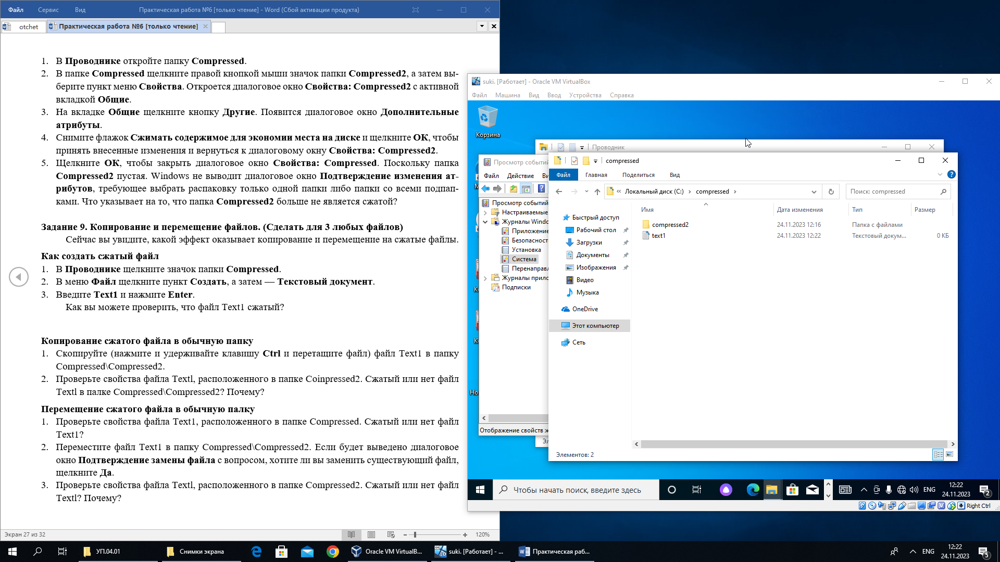 Файл Сервис Вид Практическая работа №6 [только чтение] - Word (Сбой активации продукта)
otchet Практическая работа №6 [только чтение]
1. В Проводнике откройте папку Compressed.
2. В папке Compressed щелкните правой кнопкой мыши значок папки Compressed2, а затем вы-
берите пункт меню Свойства. Откроется диалоговое окно Свойства: Compressed2 с активной
вкладкой Общие.
3. На вкладке Общие щелкните кнопку Другие. Появится диалоговое окно Дополнительные
атрибуты.
4. Снимите флажок Сжимать содержимое для экономии места на диске и щелкните ОК, чтобы
принять внесенные изменения и вернуться к диалоговому окну Свойства: Compressed2.
5. Щелкните ОК, чтобы закрыть диалоговое окно Свойства: Compressed. Поскольку папка
Compressed2 пустая. Windows не выводит диалоговое окно Подтверждение изменения ат-
рибутов, требующее выбрать распаковку только одной папки либо папки со всеми подпап-
ками. Что указывает на то, что папка Compressed2 больше не является сжатой?
Задание 9. Копирование и перемещение файлов. (Сделать для 3 любых файлов)
Сейчас вы увидите, какой эффект оказывает копирование и перемещение на сжатые файлы.
Как создать сжатый файл
1. В Проводнике щелкните значок папки Compressed.
2. В меню Файл щелкните пункт Создать, а затем — Текстовый документ.
3. Введите Text1 и нажмите Enter.
Как вы можете проверить, что файл Text1 сжатый?
Копирование сжатого файла в обычную папку
1. Скопируйте (нажмите и удерживайте клавишу Ctrl и перетащите файл) файл Text1 в папку
Compressed\Compressed2.
2. Проверьте свойства файла Textl, расположенного в папке Coinpressed2. Сжатый или нет файл
Textl в палке Compressed\Compressed2? Почему?
Перемещение сжатого файла в обычную палку
1. Проверьте свойства файла Text1, расположенного в папке Compressed. Сжатый или нет файл
Text1?
2. Переместите файл Text1 в папку Compressed\Compressed2. Если будет выведено диалоговое
окно Подтверждение замены файла с вопросом, хотите ли вы заменить существующий файл,
щелкните Да.
3. Проверьте свойства файла Textl, расположенного в папке Compressed2. Сжатый или нет файл
Textl? Почему?
Экран 27 из 32 120%
suki. [Работает] - Oracle VM VirtualBox
Файл Машина Вид Ввод Устройства Справка
Корзина
Проводник
Просмотр событий
Файл Действие Ви
Просмотр событий
Настраиваемые
Журналы Windo
Приложение
Безопасност
Установка
Система
Перенаправл
Журналы прило
Подписки
Отображение свойств ж
compressed
Файл Главная Поделиться Вид
« Локальный диск (C:) compressed Поиск: compressed
Имя Дата изменения Тип Размер
compressed2 24.11.2023 12:16 Папка с файлами
text1 24.11.2023 12:22 Текстовый докум... 0 КБ
Быстрый доступ
Рабочий стол
Загрузки
Документы
Изображения
Видео
Музыка
OneDrive
Этот компьютер
Сеть
Элементов: 2
Чтобы начать поиск, введите здесь ENG 12:22
24.11.2023 2
Right Ctrl
УП.04.01 Снимки экрана Oracle VM VirtualB... suki. [Работает] - ... Практическая раб... ENG 12:22
24.11.2023 5